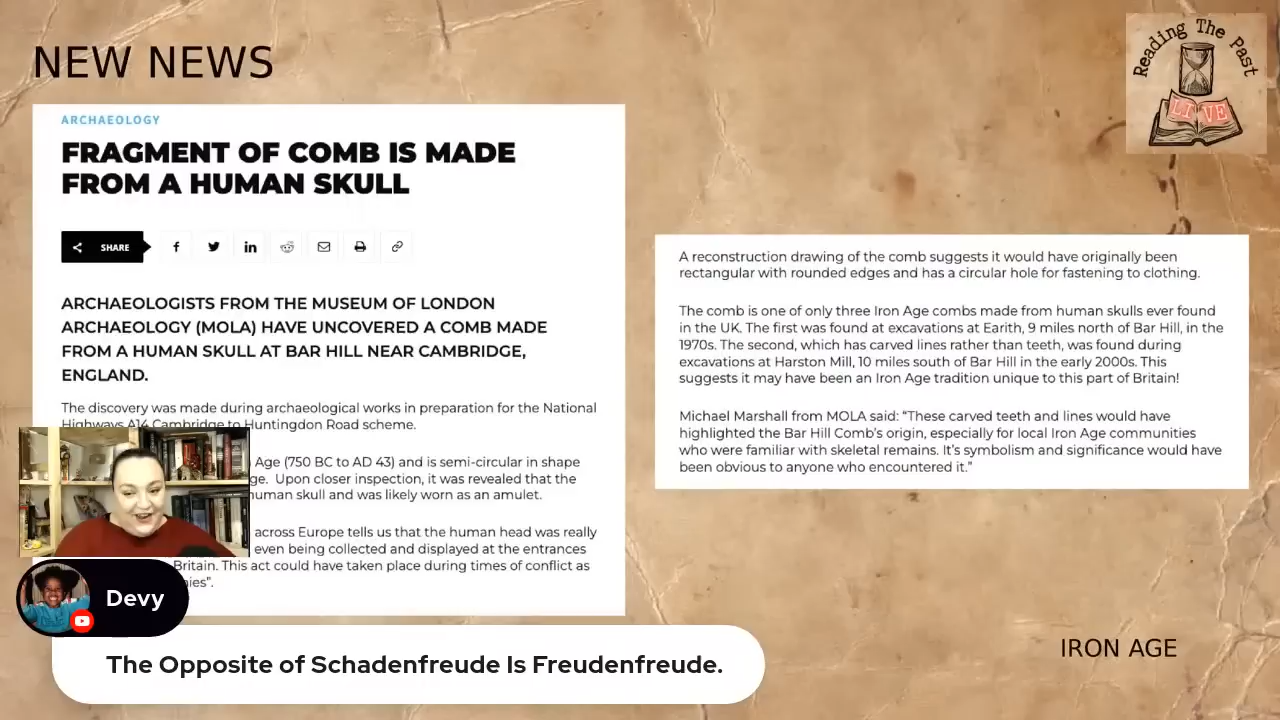 NEW NEWS
Reading The Past
LIVE
ARCHAEOLOGY
FRAGMENT OF COMB IS MADE
FROM A HUMAN SKULL
SHARE
ARCHAEOLOGISTS FROM THE MUSEUM OF LONDON
ARCHAEOLOGY (MOLA) HAVE UNCOVERED A COMB MADE
FROM A HUMAN SKULL AT BAR HILL NEAR CAMBRIDGE,
ENGLAND.
The discovery was made during archaeological works in preparation for the National
Highways A14 Cambridge to Huntingdon Road scheme.
Age (750 BC to AD 43) and is semi-circular in shape
Upon closer inspection, it was revealed that the
human skull and was likely worn as an amulet.
across Europe tells us that the human head was really
even being collected and displayed at the entrances
Britain. This act could have taken place during times of conflict as
A reconstruction drawing of the comb suggests it would have originally been
rectangular with rounded edges and has a circular hole for fastening to clothing.
The comb is one of only three Iron Age combs made from human skulls ever found
in the UK. The first was found at excavations at Earith, 9 miles north of Bar Hill, in the
1970s. The second, which has carved lines rather than teeth, was found during
excavations at Harston Mill, 10 miles south of Bar Hill in the early 2000s. This
suggests it may have been an Iron Age tradition unique to this part of Britain!
Michael Marshall from MOLA said: “These carved teeth and lines would have
highlighted the Bar Hill Comb’s origin, especially for local Iron Age communities
who were familiar with skeletal remains. It’s symbolism and significance would have
been obvious to anyone who encountered it.”
Devy
The Opposite of Schadenfreude Is Freudenfreude.
IRON AGE